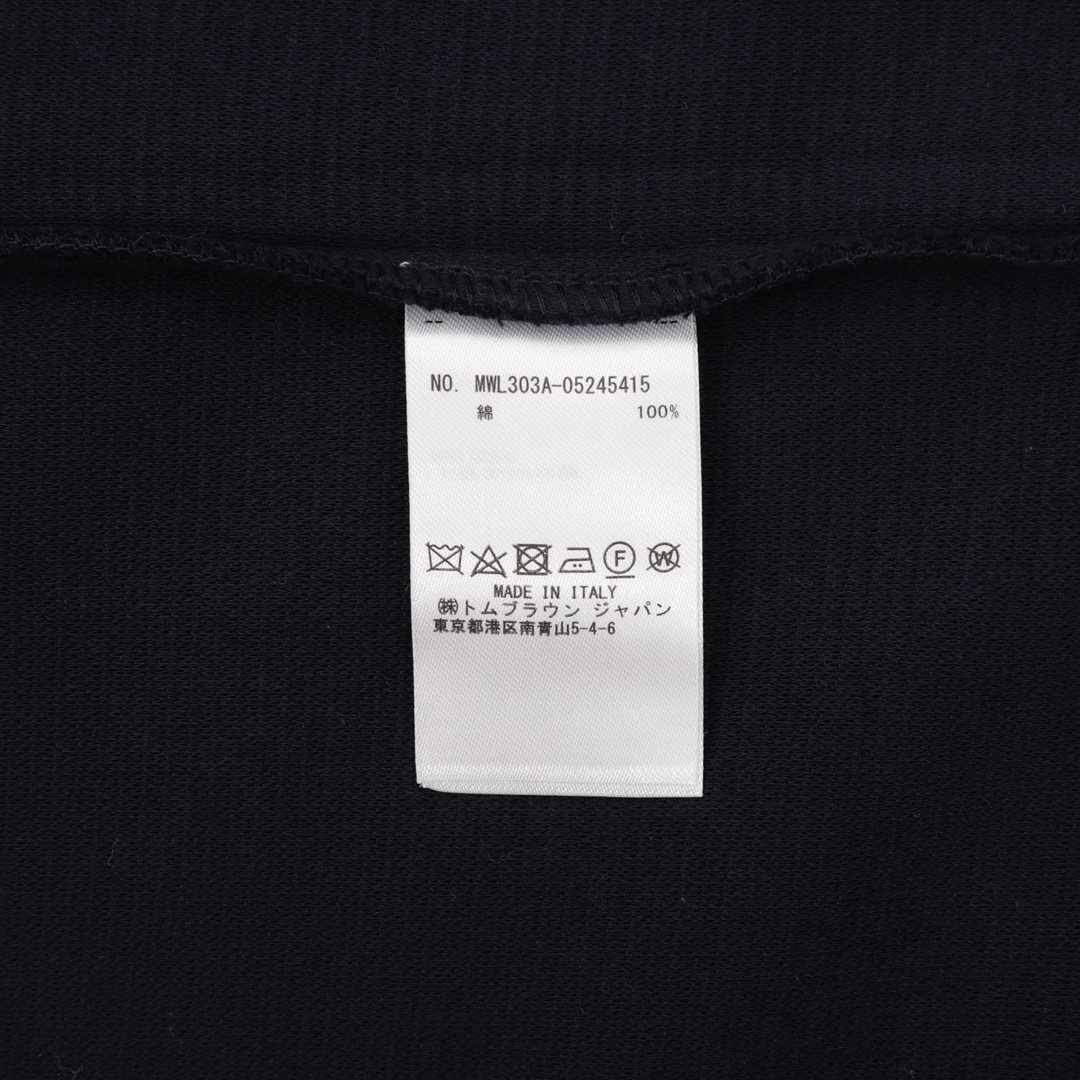 NO. MWL303A-05245415
綿 100%
MADE IN ITALY
㈱トムブラウン ジャパン
東京都港区南青山5-4-6